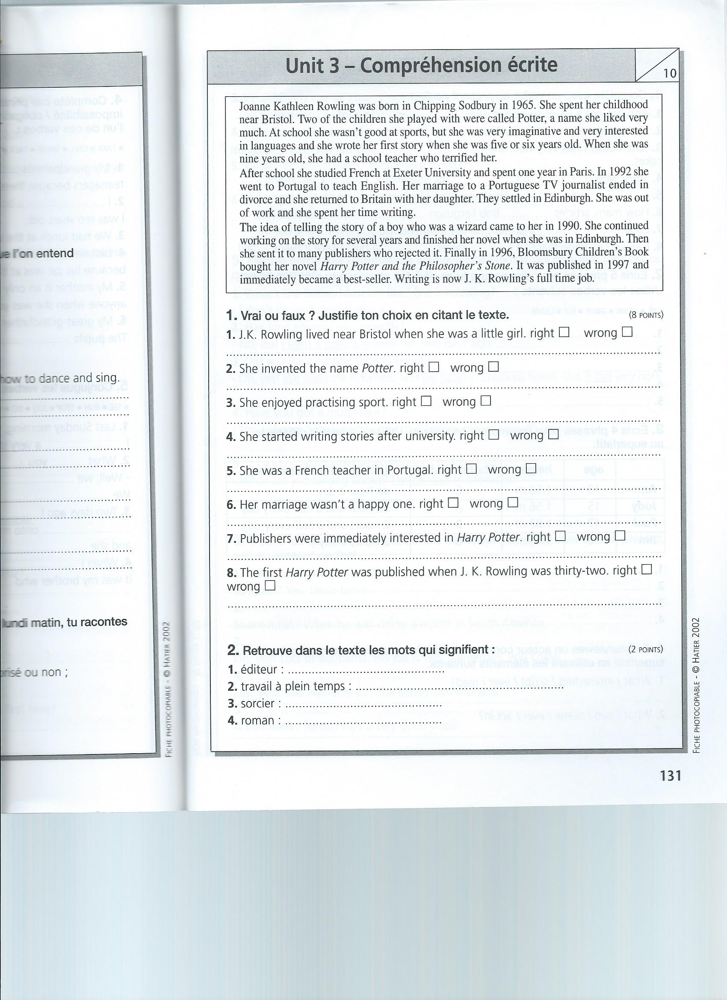 e l'on entend
how to dance and sing.
lundi matin, tu racontes
risé ou non ;
FICHE PHOTOCOPIABLE - © HATIER 2002
Unit 3 – Compréhension écrite
10
Joanne Kathleen Rowling was born in Chipping Sodbury in 1965. She spent her childhood
near Bristol. Two of the children she played with were called Potter, a name she liked very
much. At school she wasn't good at sports, but she was very imaginative and very interested
in languages and she wrote her first story when she was five or six years old. When she was
nine years old, she had a school teacher who terrified her.
After school she studied French at Exeter University and spent one year in Paris. In 1992 she
went to Portugal to teach English. Her marriage to a Portuguese TV journalist ended in
divorce and she returned to Britain with her daughter. They settled in Edinburgh. She was out
of work and she spent her time writing.
The idea of telling the story of a boy who was a wizard came to her in 1990. She continued
working on the story for several years and finished her novel when she was in Edinburgh. Then
she sent it to many publishers who rejected it. Finally in 1996, Bloomsbury Children's Book
bought her novel Harry Potter and the Philosopher's Stone. It was published in 1997 and
immediately became a best-seller. Writing is now J. K. Rowling's full time job.
1. Vrai ou faux ? Justifie ton choix en citant le texte. (8 POINTS)
1. J.K. Rowling lived near Bristol when she was a little girl. right ☐ wrong ☐
2. She invented the name Potter. right ☐ wrong ☐
3. She enjoyed practising sport. right ☐ wrong ☐
4. She started writing stories after university. right ☐ wrong ☐
5. She was a French teacher in Portugal. right ☐ wrong ☐
6. Her marriage wasn't a happy one. right ☐ wrong ☐
7. Publishers were immediately interested in Harry Potter. right ☐ wrong ☐
8. The first Harry Potter was published when J. K. Rowling was thirty-two. right ☐
wrong ☐
2. Retrouve dans le texte les mots qui signifient : (2 POINTS)
1. éditeur : ........................................
2. travail à plein temps : ........................................
3. sorcier : ........................................
4. roman : ........................................
FICHE PHOTOCOPIABLE - © HATIER 2002
131